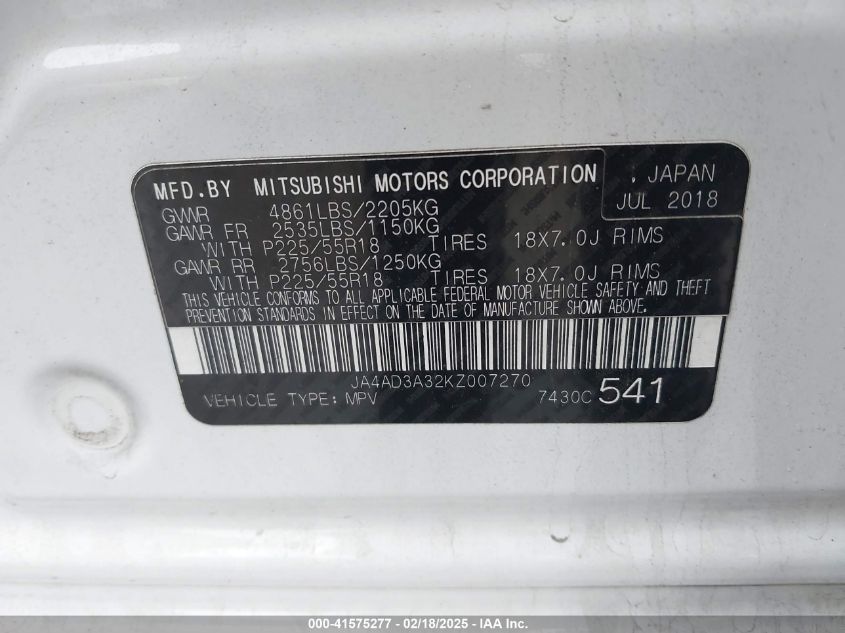 MFD.BY MITSUBISHI MOTORS CORPORATION , JAPAN
JUL 2018
GVWR 4861LBS/2205KG
GAWR FR 2535LBS/1150KG
WITH P225/55R18 TIRES 18X7.0J RIMS
GAWR RR 2756LBS/1250KG
WITH P225/55R18 TIRES 18X7.0J RIMS
THIS VEHICLE CONFORMS TO ALL APPLICABLE FEDERAL MOTOR VEHICLE SAFETY AND THEFT
PREVENTION STANDARDS IN EFFECT ON THE DATE OF MANUFACTURE SHOWN ABOVE.
JA4AD3A32KZ007270
VEHICLE TYPE: MPV 7430C 541
000-41575277 - 02/18/2025 - IAA Inc.